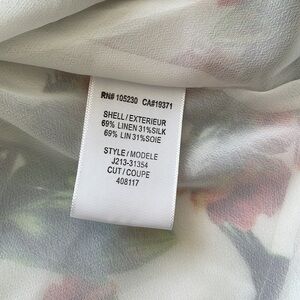 RN# 105230 CA#19371
SHELL/EXTERIEUR
69% LINEN 31%SILK
69% LIN 31%SOIE
STYLE/MODELE
J213-31354
CUT/COUPE
408117